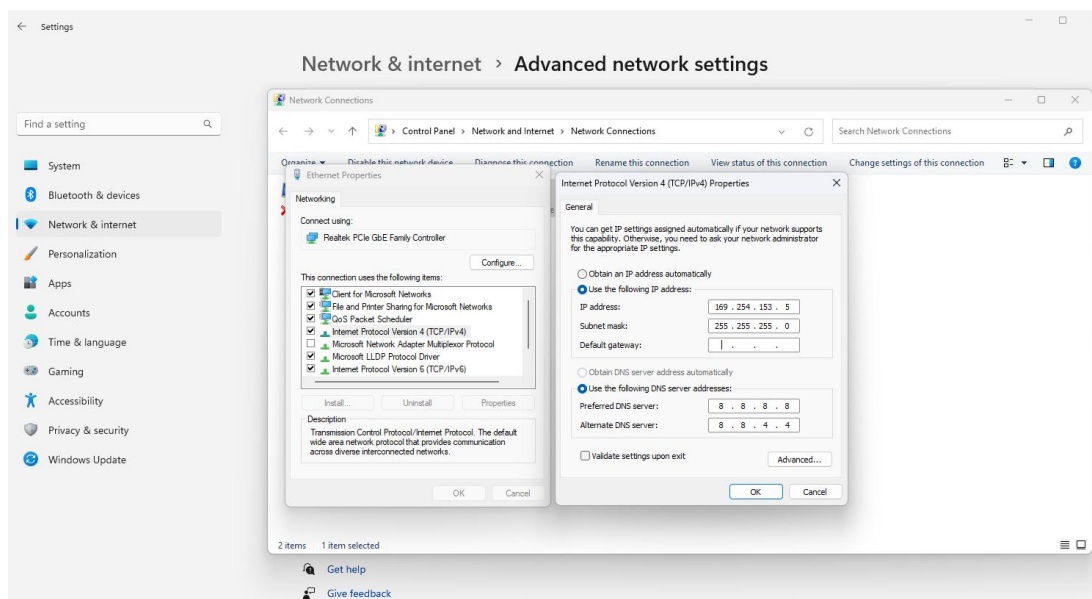 Settings
Network & internet > Advanced network settings
Find a setting
System
Bluetooth & devices
Network & internet
Personalization
Apps
Accounts
Time & language
Gaming
Accessibility
Privacy & security
Windows Update
Network Connections
Control Panel > Network and Internet > Network Connections
Search Network Connections
Organize Disable this network device Diagnose this connection Rename this connection View status of this connection Change settings of this connection
Ethernet Properties
Networking
Connect using:
Realtek PCIe GbE Family Controller
Configure...
This connection uses the following items:
Client for Microsoft Networks
File and Printer Sharing for Microsoft Networks
QoS Packet Scheduler
Internet Protocol Version 4 (TCP/IPv4)
Microsoft Network Adapter Multiplexor Protocol
Microsoft LLDP Protocol Driver
Internet Protocol Version 6 (TCP/IPv6)
Install... Uninstall Properties
Description
Transmission Control Protocol/Internet Protocol. The default
wide area network protocol that provides communication
across diverse interconnected networks.
OK Cancel
Internet Protocol Version 4 (TCP/IPv4) Properties
General
You can get IP settings assigned automatically if your network supports
this capability. Otherwise, you need to ask your network administrator
for the appropriate IP settings.
Obtain an IP address automatically
Use the following IP address:
IP address: 169 . 254 . 153 . 5
Subnet mask: 255 . 255 . 255 . 0
Default gateway: . . .
Obtain DNS server address automatically
Use the following DNS server addresses:
Preferred DNS server: 8 . 8 . 8 . 8
Alternate DNS server: 8 . 8 . 4 . 4
Validate settings upon exit
Advanced...
OK Cancel
2 items 1 item selected
Get help
Give feedback